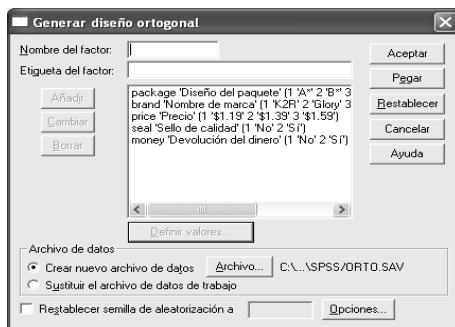 Generar diseño ortogonal
Nombre del factor:
Etiqueta del factor:
Aceptar
Pegar
Restablecer
Cancelar
Ayuda
Añadir
Cambiar
Borrar
package 'Diseño del paquete' (1 'A*' 2 'B*' 3
brand 'Nombre de marca' (1 'K2R' 2 'Glory' 3
price 'Precio' (1 '$1.19' 2 '$1.39' 3 '$1.59')
seal 'Sello de calidad' (1 'No' 2 'Sí')
money 'Devolución del dinero' (1 'No' 2 'Sí')
Definir valores...
Archivo de datos
Crear nuevo archivo de datos
Archivo...
C:\...\SPSS/ORTO.SAV
Sustituir el archivo de datos de trabajo
Restablecer semilla de aleatorización a
Opciones...